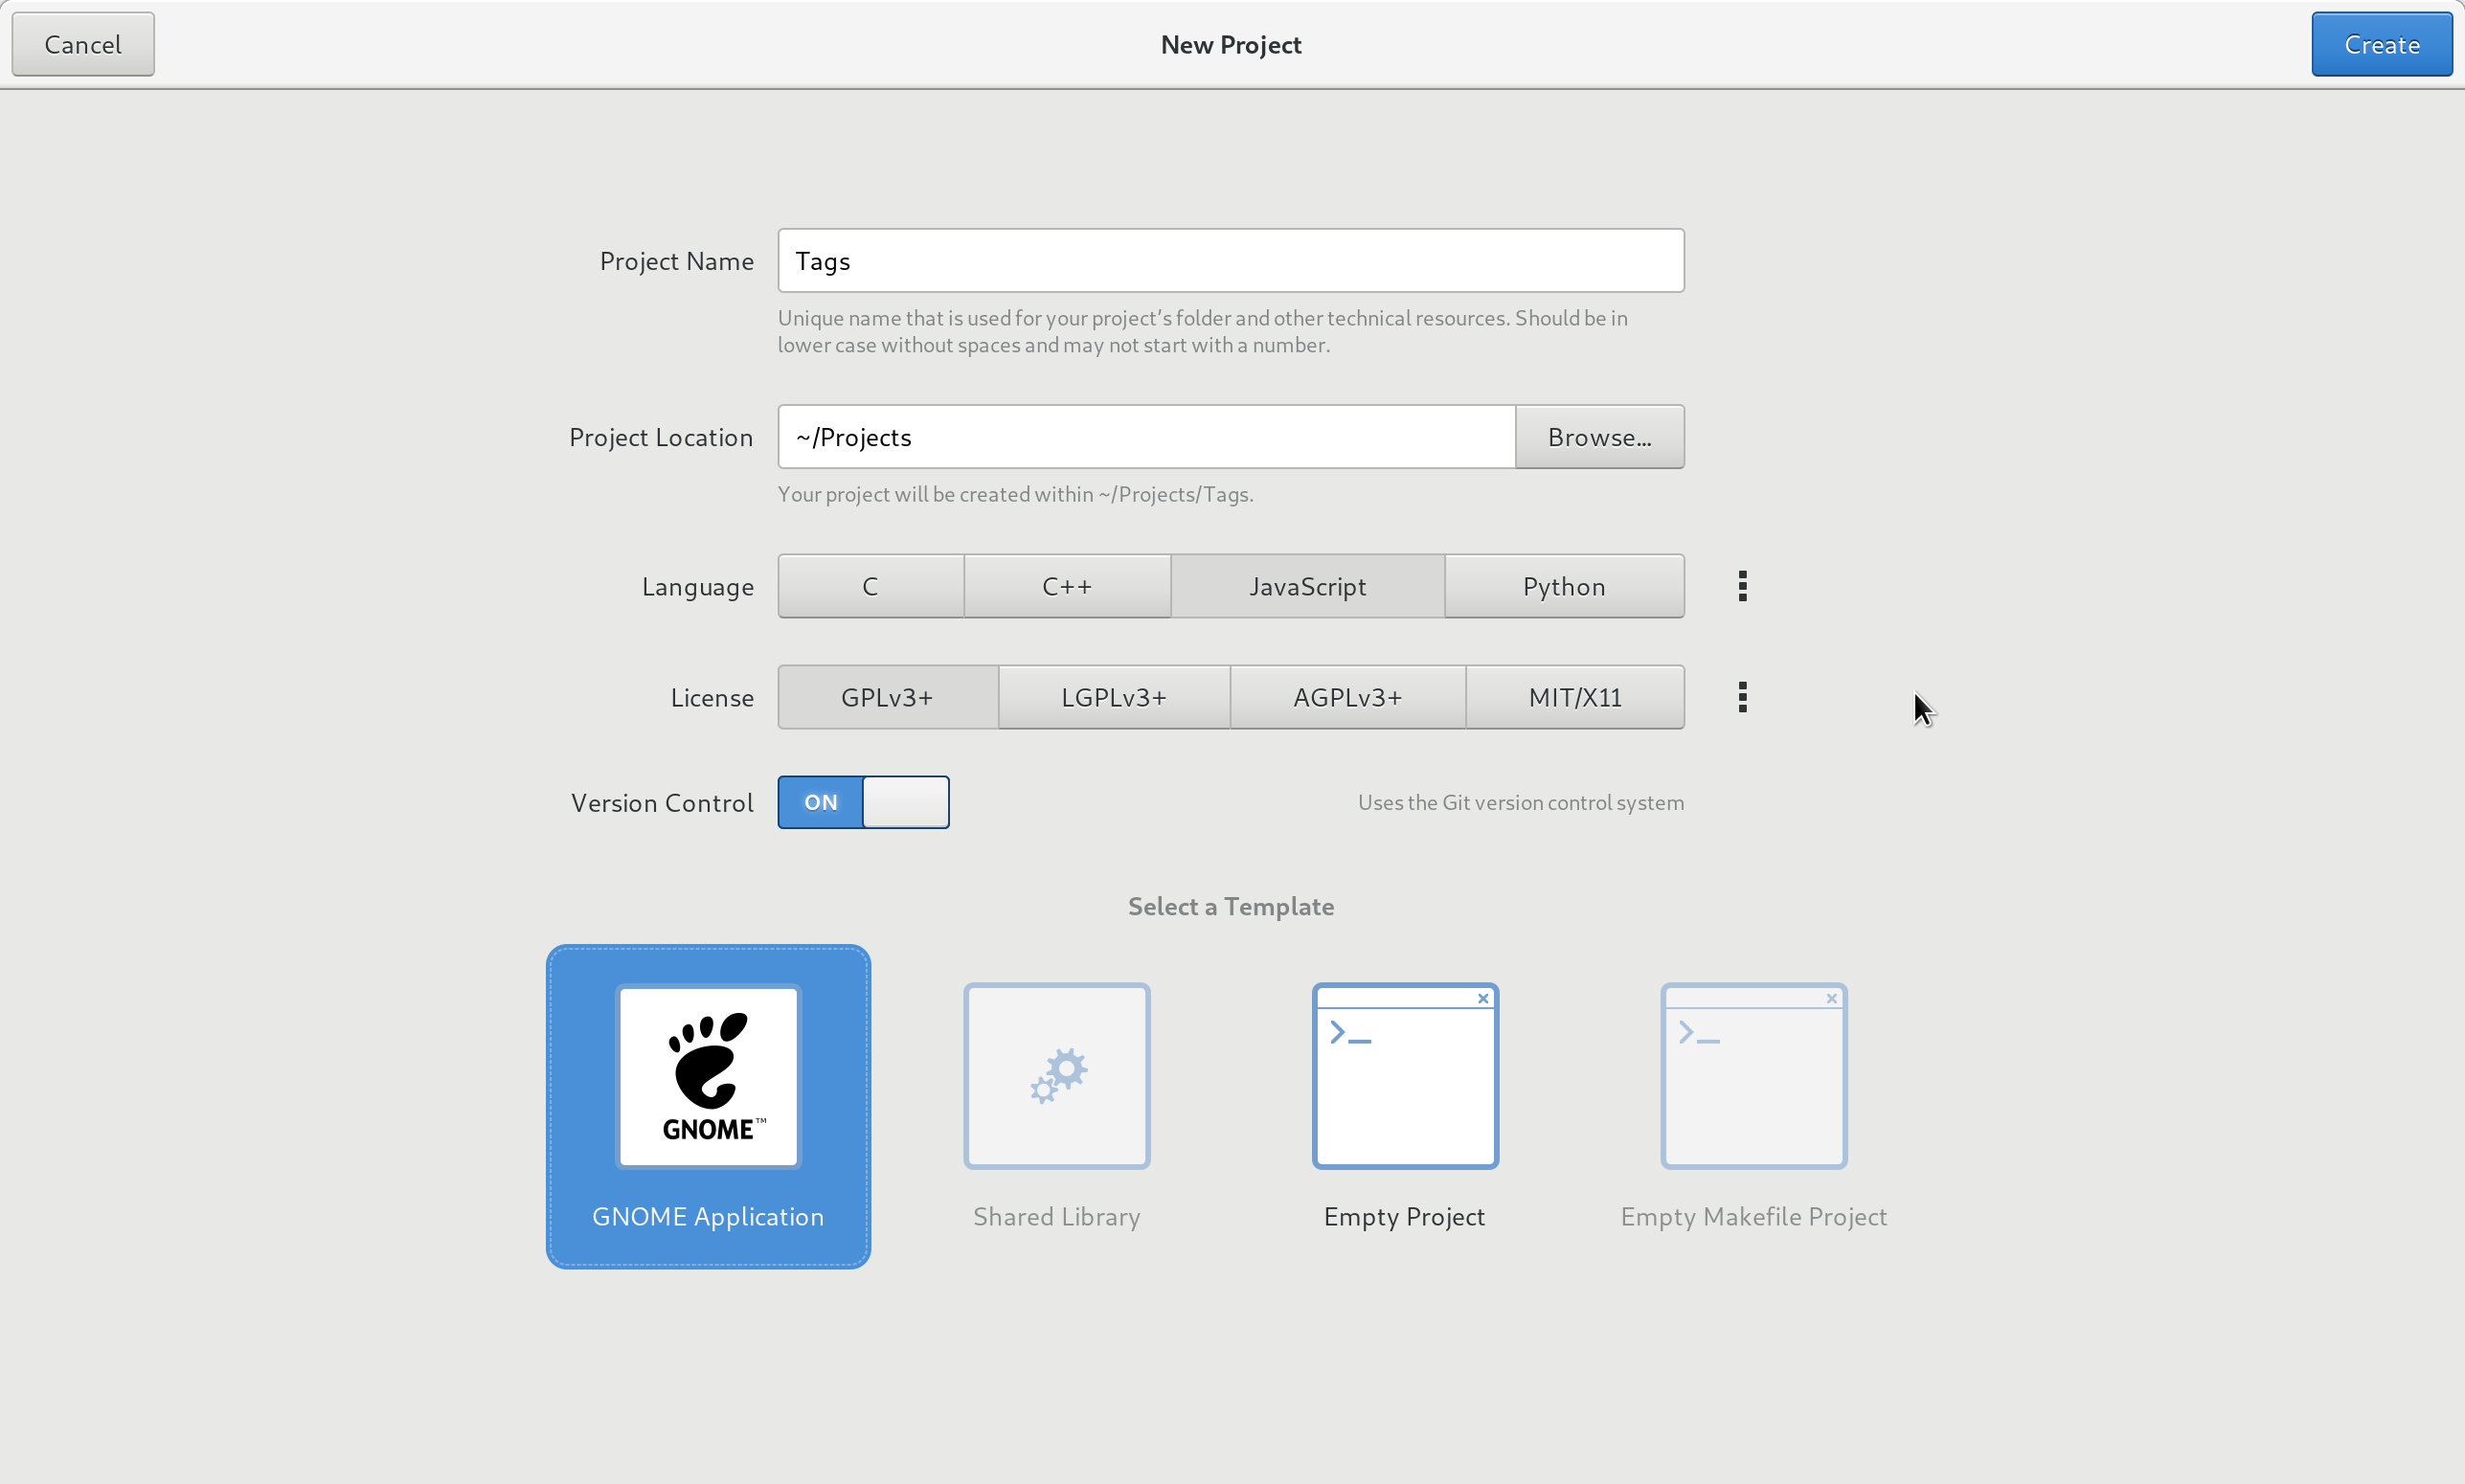 Cancel
New Project
Create
Project Name
Tags
Unique name that is used for your project's folder and other technical resources. Should be in
lower case without spaces and may not start with a number.
Project Location
~/Projects
Browse...
Your project will be created within ~/Projects/Tags.
Language
C
C++
JavaScript
Python
License
GPLv3+
LGPLv3+
AGPLv3+
MIT/X11
Version Control
ON
Uses the Git version control system
Select a Template
GNOME™
GNOME Application
Shared Library
Empty Project
Empty Makefile Project